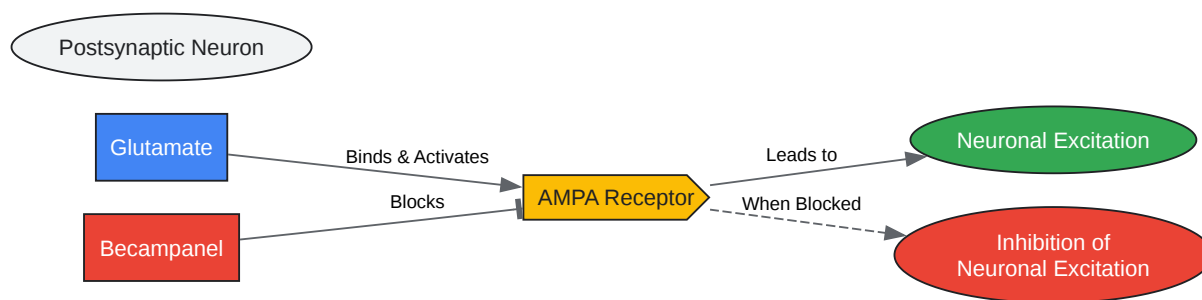 Postsynaptic Neuron
Glutamate
Binds & Activates
Becampanel
Blocks
AMPA Receptor
Leads to
Neuronal Excitation
When Blocked
Inhibition of
Neuronal Excitation